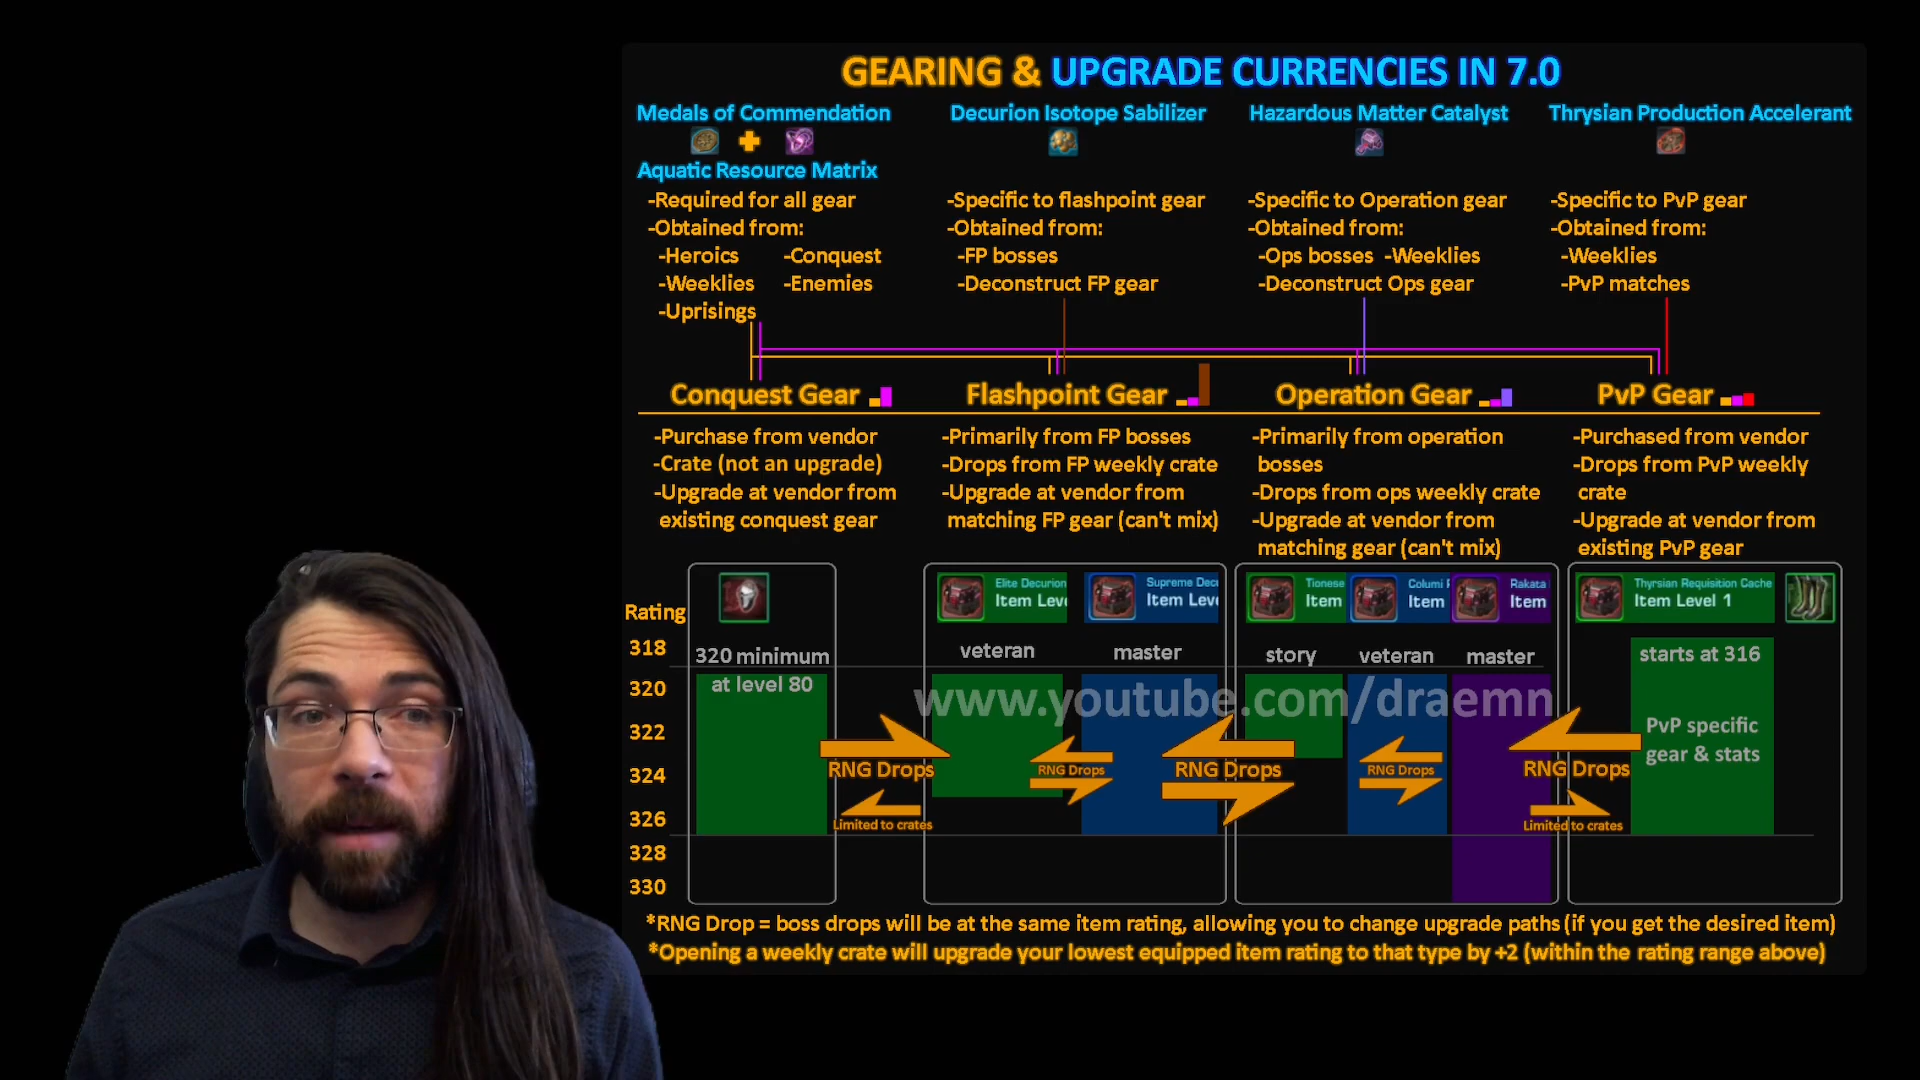 GEARING & UPGRADE CURRENCIES IN 7.0
Medals of Commendation
Aquatic Resource Matrix
-Required for all gear
-Obtained from:
-Heroics -Conquest
-Weeklies -Enemies
-Uprisings
Decurion Isotope Sabilizer
-Specific to flashpoint gear
-Obtained from:
-FP bosses
-Deconstruct FP gear
Hazardous Matter Catalyst
-Specific to Operation gear
-Obtained from:
-Ops bosses -Weeklies
-Deconstruct Ops gear
Thrysian Production Accelerant
-Specific to PvP gear
-Obtained from:
-Weeklies
-PvP matches
Conquest Gear
-Purchase from vendor
-Crate (not an upgrade)
-Upgrade at vendor from
existing conquest gear
Flashpoint Gear
-Primarily from FP bosses
-Drops from FP weekly crate
-Upgrade at vendor from
matching FP gear (can't mix)
Operation Gear
-Primarily from operation
bosses
-Drops from ops weekly crate
-Upgrade at vendor from
matching gear (can't mix)
PvP Gear
-Purchased from vendor
-Drops from PvP weekly
crate
-Upgrade at vendor from
existing PvP gear
Rating
318
320
322
324
326
328
330
320 minimum
at level 80
Elite Decurion
Item Lev
veteran
Supreme Decu
Item Leve
master
Tionese
Item
story
Columi
Item
veteran
Rakata
Item
master
Thyrsian Requisition Cache
Item Level 1
starts at 316
PvP specific
gear & stats
www.youtube.com/draemn
RNG Drops
Limited to crates
RNG Drops
RNG Drops
RNG Drops
RNG Drops
Limited to crates
*RNG Drop = boss drops will be at the same item rating, allowing you to change upgrade paths (if you get the desired item)
*Opening a weekly crate will upgrade your lowest equipped item rating to that type by +2 (within the rating range above)